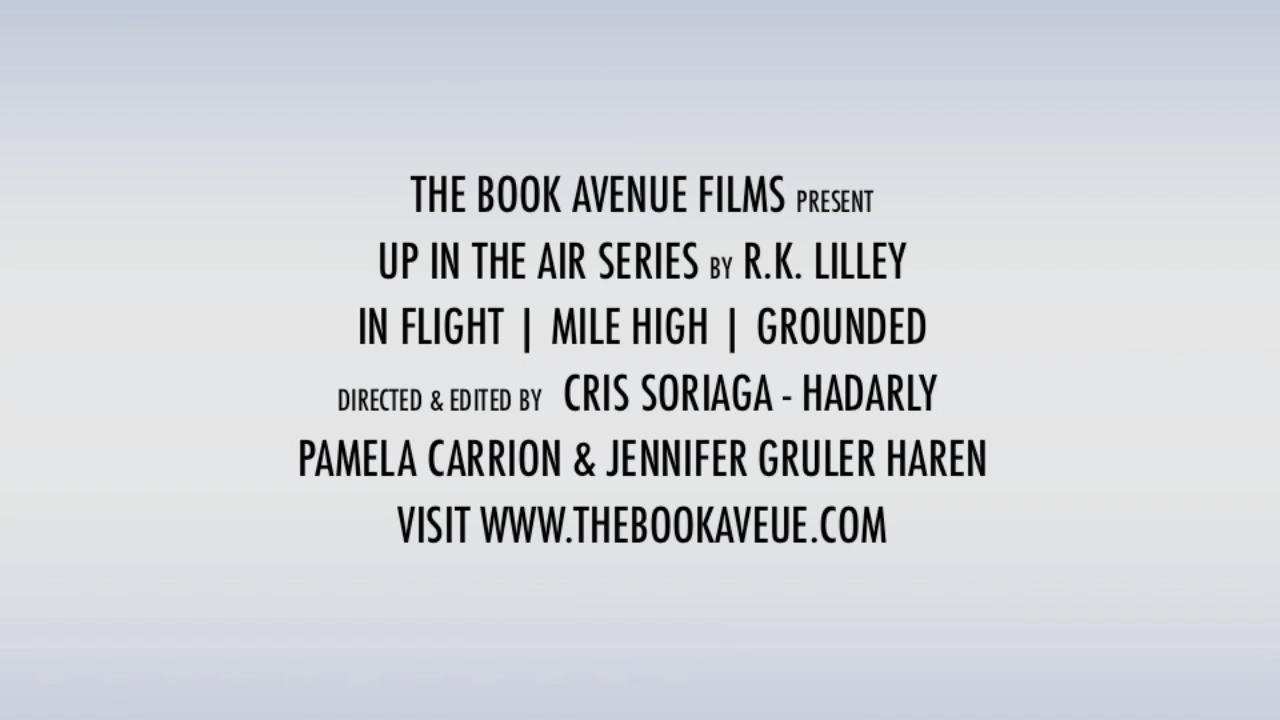 THE BOOK AVENUE FILMS PRESENT
UP IN THE AIR SERIES BY R.K. LILLEY
IN FLIGHT | MILE HIGH | GROUNDED
DIRECTED & EDITED BY CRIS SORIAGA - HADARLY
PAMELA CARRION & JENNIFER GRULER HAREN
VISIT WWW.THEBOOKAVEUE.COM